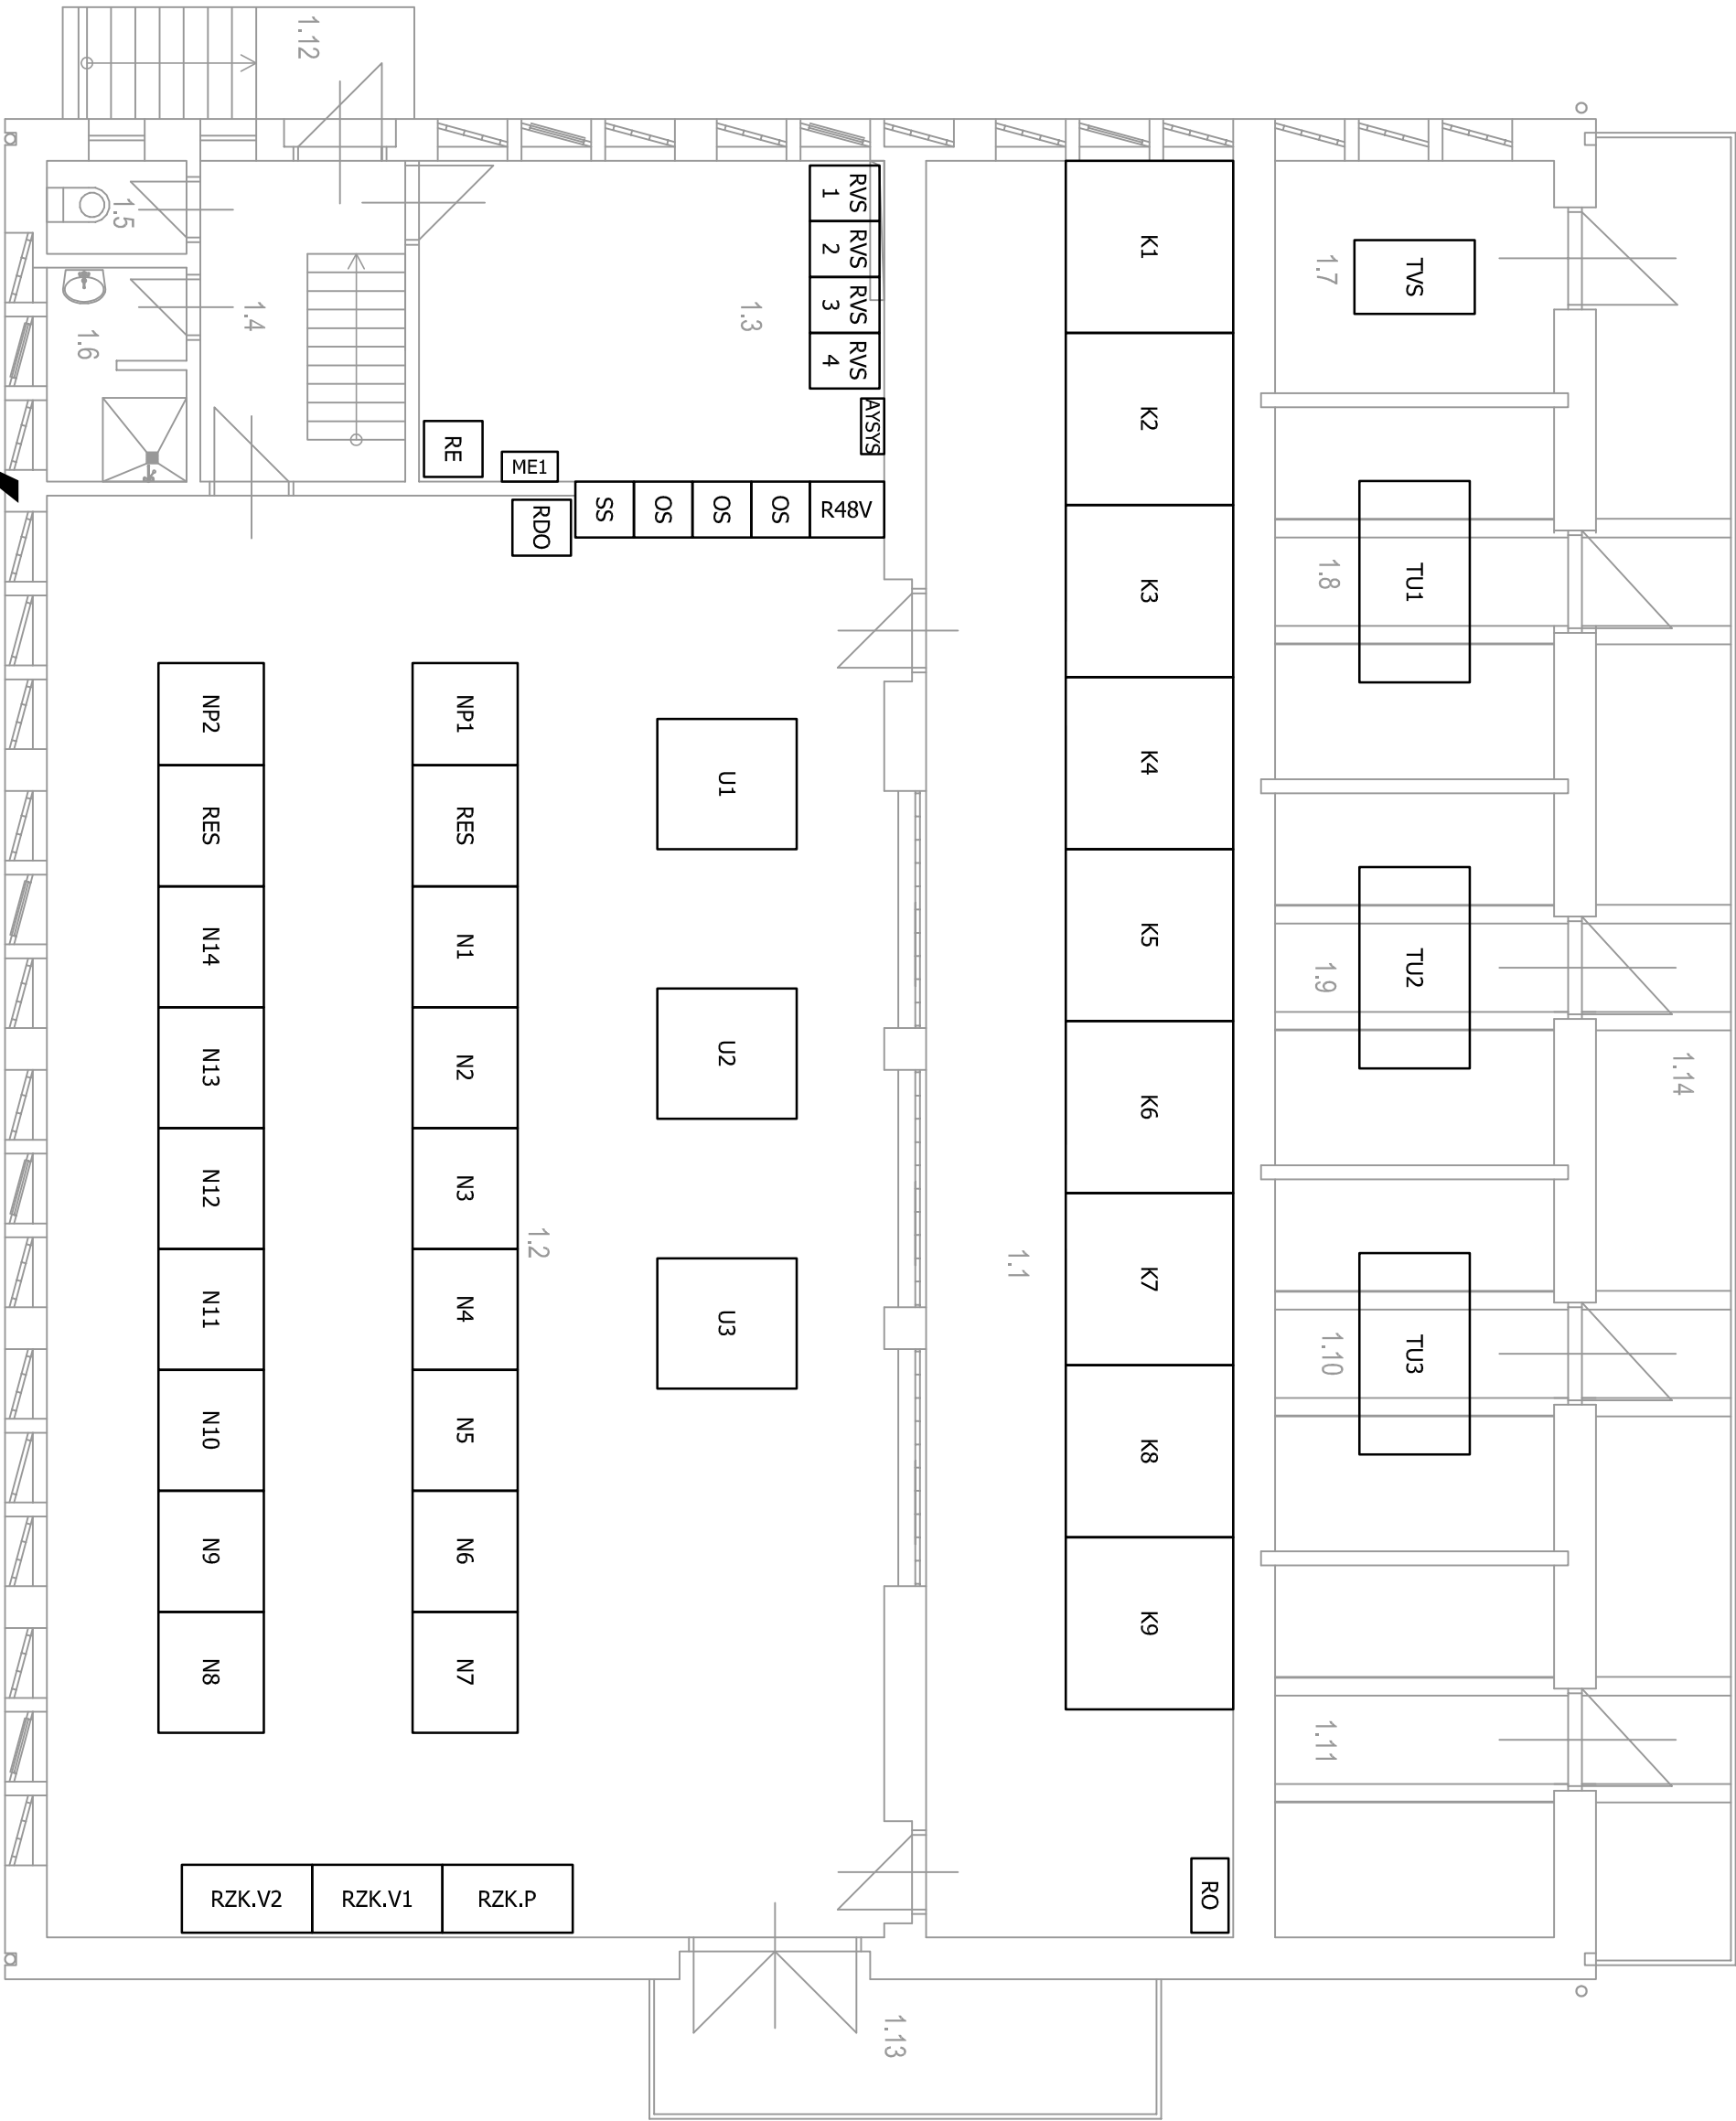 1.12
1.5
1.6
1.4
1.3
RVS
1
RVS
2
RVS
3
RVS
4
AYSYS
RE
ME1
RDO
SS
OS
OS
OS
R48V
K1
K2
K3
K4
K5
K6
K7
K8
K9
1.7
TVS
1.8
TU1
1.9
TU2
1.10
TU3
1.11
1.14
NP2
RES
N14
N13
N12
N11
N10
N9
N8
NP1
RES
N1
N2
N3
N4
N5
N6
N7
1.2
U1
U2
U3
1.1
RZK.V2
RZK.V1
RZK.P
RO
1.13